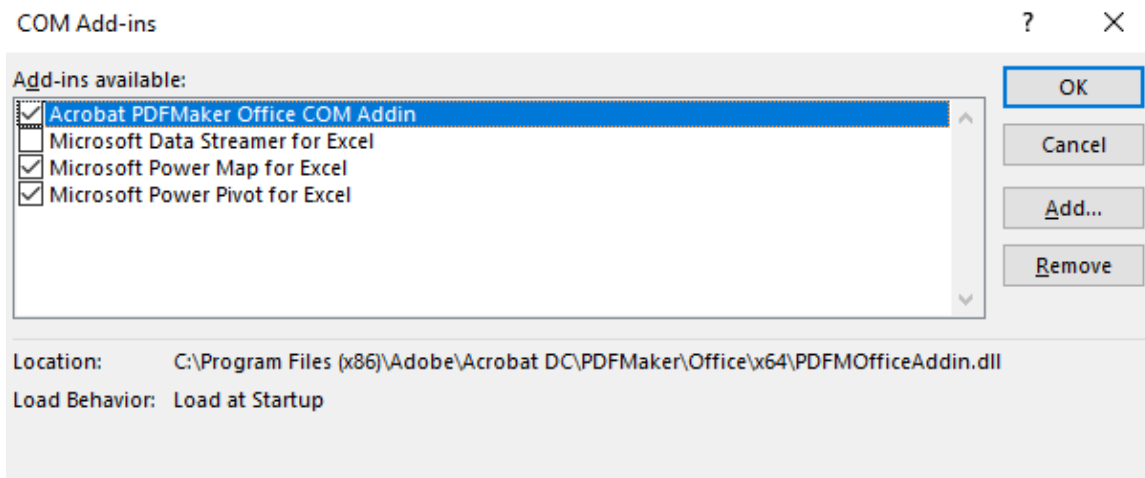 COM Add-ins
?
Add-ins available:
Acrobat PDFMaker Office COM Addin
Microsoft Data Streamer for Excel
Microsoft Power Map for Excel
Microsoft Power Pivot for Excel
OK
Cancel
Add...
Remove
Location: C:\Program Files (x86)\Adobe\Acrobat DC\PDFMaker\Office\x64\PDFMOfficeAddin.dll
Load Behavior: Load at Startup